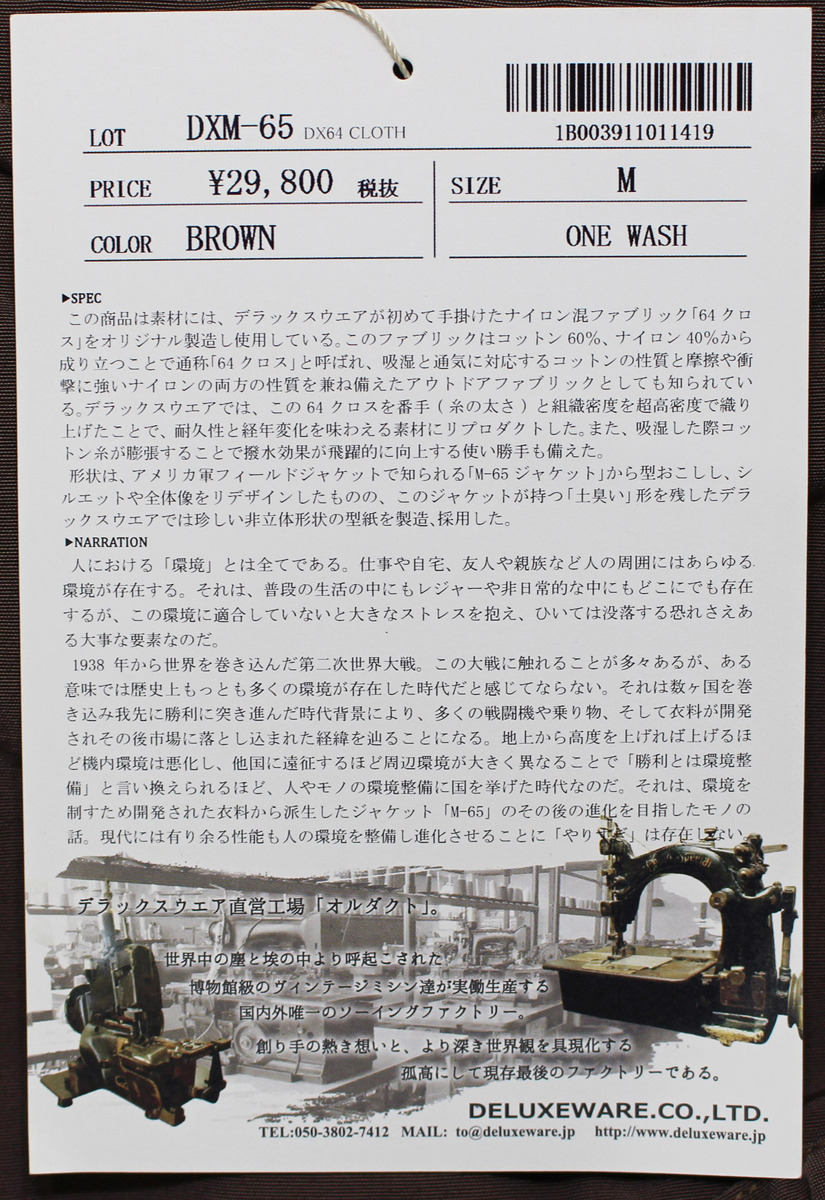 1B003911011419
LOT DXM-65 DX64 CLOTH
PRICE ¥29,800 税抜 SIZE M
COLOR BROWN ONE WASH
▶SPEC
この商品は素材には、デラックスウエアが初めて手掛けたナイロン混ファブリック「64クロ
ス」をオリジナル製造し使用している。このファブリックはコットン60%、ナイロン40%から
成り立つことで通称「64クロス」と呼ばれ、吸湿と通気に対応するコットンの性質と摩擦や衝
撃に強いナイロンの両方の性質を兼ね備えたアウトドアファブリックとしても知られてい
る。デラックスウエアでは、この64クロスを番手(糸の太さ)と組織密度を超高密度で織り
上げたことで、耐久性と経年変化を味わえる素材にリプロダクトした。また、吸湿した際コッ
トン糸が膨張することで撥水効果が飛躍的に向上する使い勝手も備えた。
形状は、アメリカ軍フィールドジャケットで知られる「M-65ジャケット」から型おこしし、シ
ルエットや全体像をリデザインしたものの、このジャケットが持つ「土臭い」形を残したデラ
ックスウエアでは珍しい非立体形状の型紙を製造、採用した。
▶NARRATION
人における「環境」とは全てである。仕事や自宅、友人や親族など人の周囲にはあらゆる
環境が存在する。それは、普段の生活の中にもレジャーや非日常的な中にもどこにでも存在
するが、この環境に適合していないと大きなストレスを抱え、ひいては没落する恐れさえあ
る大事な要素なのだ。
1938 年から世界を巻き込んだ第二次世界大戦。この大戦に触れることが多々あるが、ある
意味では歴史上もっとも多くの環境が存在した時代だと感じてならない。それは数ヶ国を巻
き込み我先に勝利に突き進んだ時代背景により、多くの戦闘機や乗り物、そして衣料が開発
されその後市場に落とし込まれた経緯を辿ることになる。地上から高度を上げれば上げるほ
ど機内環境は悪化し、他国に遠征するほど周辺環境が大きく異なることで「勝利とは環境整
備」と言い換えられるほど、人やモノの環境整備に国を挙げた時代なのだ。それは、環境を
制すため開発された衣料から派生したジャケット「M-65」のその後の進化を目指したモノの
話。現代には有り余る性能も人の環境を整備し進化させることに「やりすぎ」は存在しない。
デラックスウエア直営工場「オルダクト」。
世界中の塵と埃の中より呼起こされた
博物館級のヴィンテージミシン達が実働生産する
国内外唯一のソーイングファクトリー。
創り手の熱き想いと、より深き世界観を具現化する
孤高にして現存最後のファクトリーである。
DELUXEWARE.CO.,LTD.
TEL:050-3802-7412 MAIL: to@deluxeware.jp http://www.deluxeware.jp